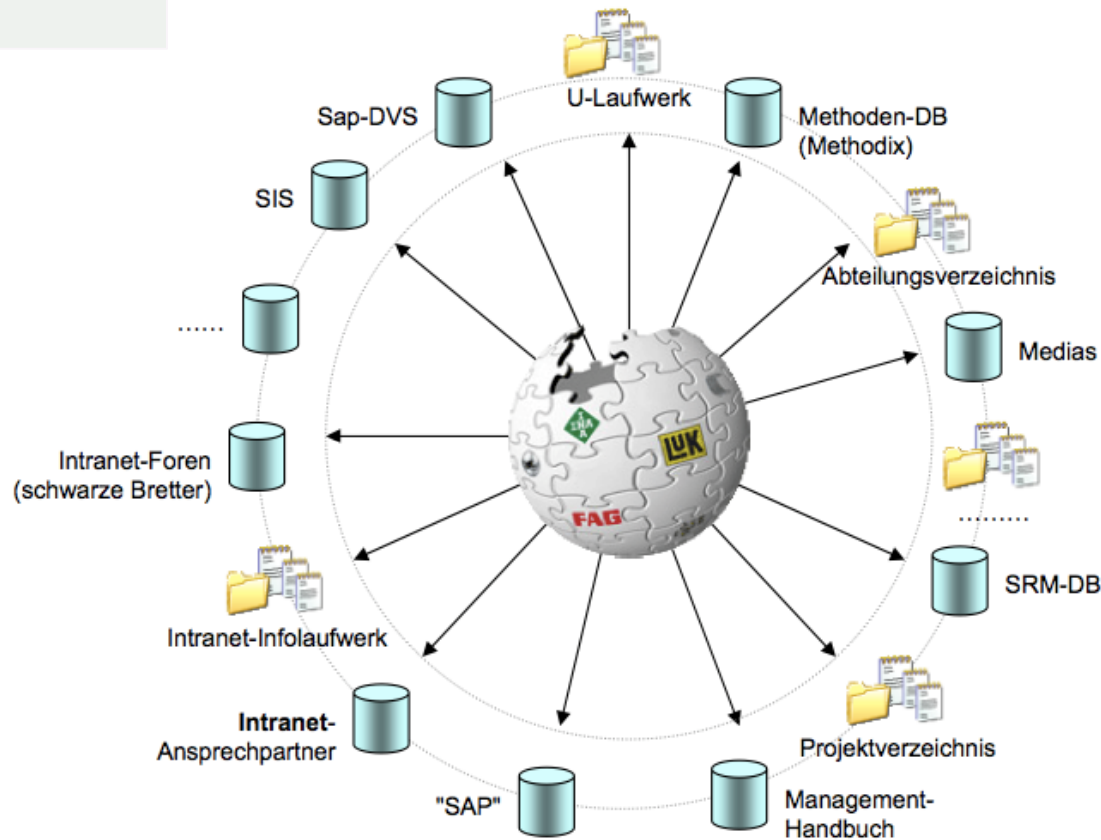 U-Laufwerk
Sap-DVS
Methoden-DB
(Methodix)
SIS
Abteilungsverzeichnis
......
Medias
INA
LuK
Intranet-Foren
(schwarze Bretter)
FAG
.........
SRM-DB
Intranet-Infolaufwerk
Intranet-
Ansprechpartner
Projektverzeichnis
"SAP"
Management-
Handbuch